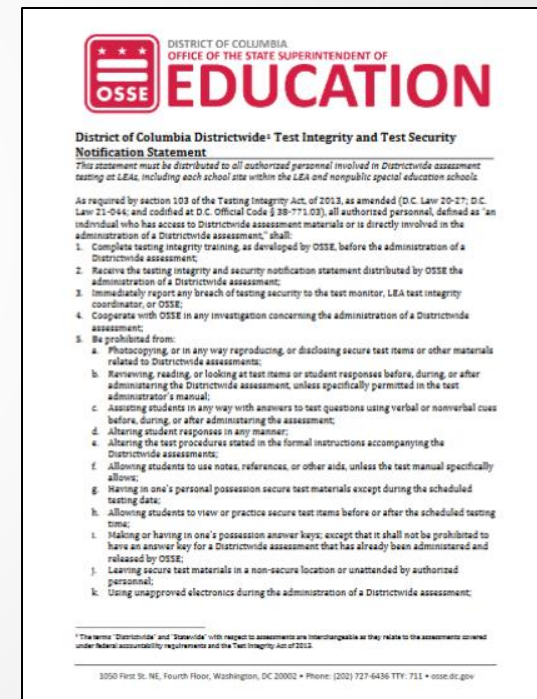 DISTRICT OF COLUMBIA
OFFICE OF THE STATE SUPERINTENDENT OF
EDUCATION
OSSE
District of Columbia Districtwide¹ Test Integrity and Test Security
Notification Statement
This statement must be distributed to all authorized personnel involved in Districtwide assessment
testing at LEAs, including each school site within the LEA and nonpublic special education schools.
As required by section 103 of the Testing Integrity Act, of 2013, as amended (D.C. Law 20-27; D.C.
Law 21-044; and codified at D.C. Official Code § 38-771.03), all authorized personnel, defined as "an
individual who has access to Districtwide assessment materials or is directly involved in the
administration of a Districtwide assessment," shall:
1. Complete testing integrity training, as developed by OSSE, before the administration of a
Districtwide assessment;
2. Receive the testing integrity and security notification statement distributed by OSSE the
administration of a Districtwide assessment;
3. Immediately report any breach of testing security to the test monitor, LEA test integrity
coordinator, or OSSE;
4. Cooperate with OSSE in any investigation concerning the administration of a Districtwide
assessment;
5. Be prohibited from:
a. Photocopying, or in any way reproducing, or disclosing secure test items or other materials
related to Districtwide assessments;
b. Reviewing, reading, or looking at test items or student responses before, during, or after
administering the Districtwide assessment, unless specifically permitted in the test
administrator's manual;
c. Assisting students in any way with answers to test questions using verbal or nonverbal cues
before, during, or after administering the assessment;
d. Altering student responses in any manner;
e. Altering the test procedures stated in the formal instructions accompanying the
Districtwide assessments;
f. Allowing students to use notes, references, or other aids, unless the test manual specifically
allows;
g. Having in one's personal possession secure test materials except during the scheduled
testing date;
h. Allowing students to view or practice secure test items before or after the scheduled testing
time;
i. Making or having in one's possession answer keys; except that it shall not be prohibited to
have an answer key for a Districtwide assessment that has already been administered and
released by OSSE;
j. Leaving secure test materials in a non-secure location or unattended by authorized
personnel;
k. Using unapproved electronics during the administration of a Districtwide assessment;
¹ The terms "Districtwide" and "Statewide" with respect to assessments are interchangeable as they relate to the assessments covered
under federal accountability requirements and the Test Integrity Act of 2013.
1050 First St. NE, Fourth Floor, Washington, DC 20002 • Phone: (202) 727-6436 TTY: 711 • osse.dc.gov